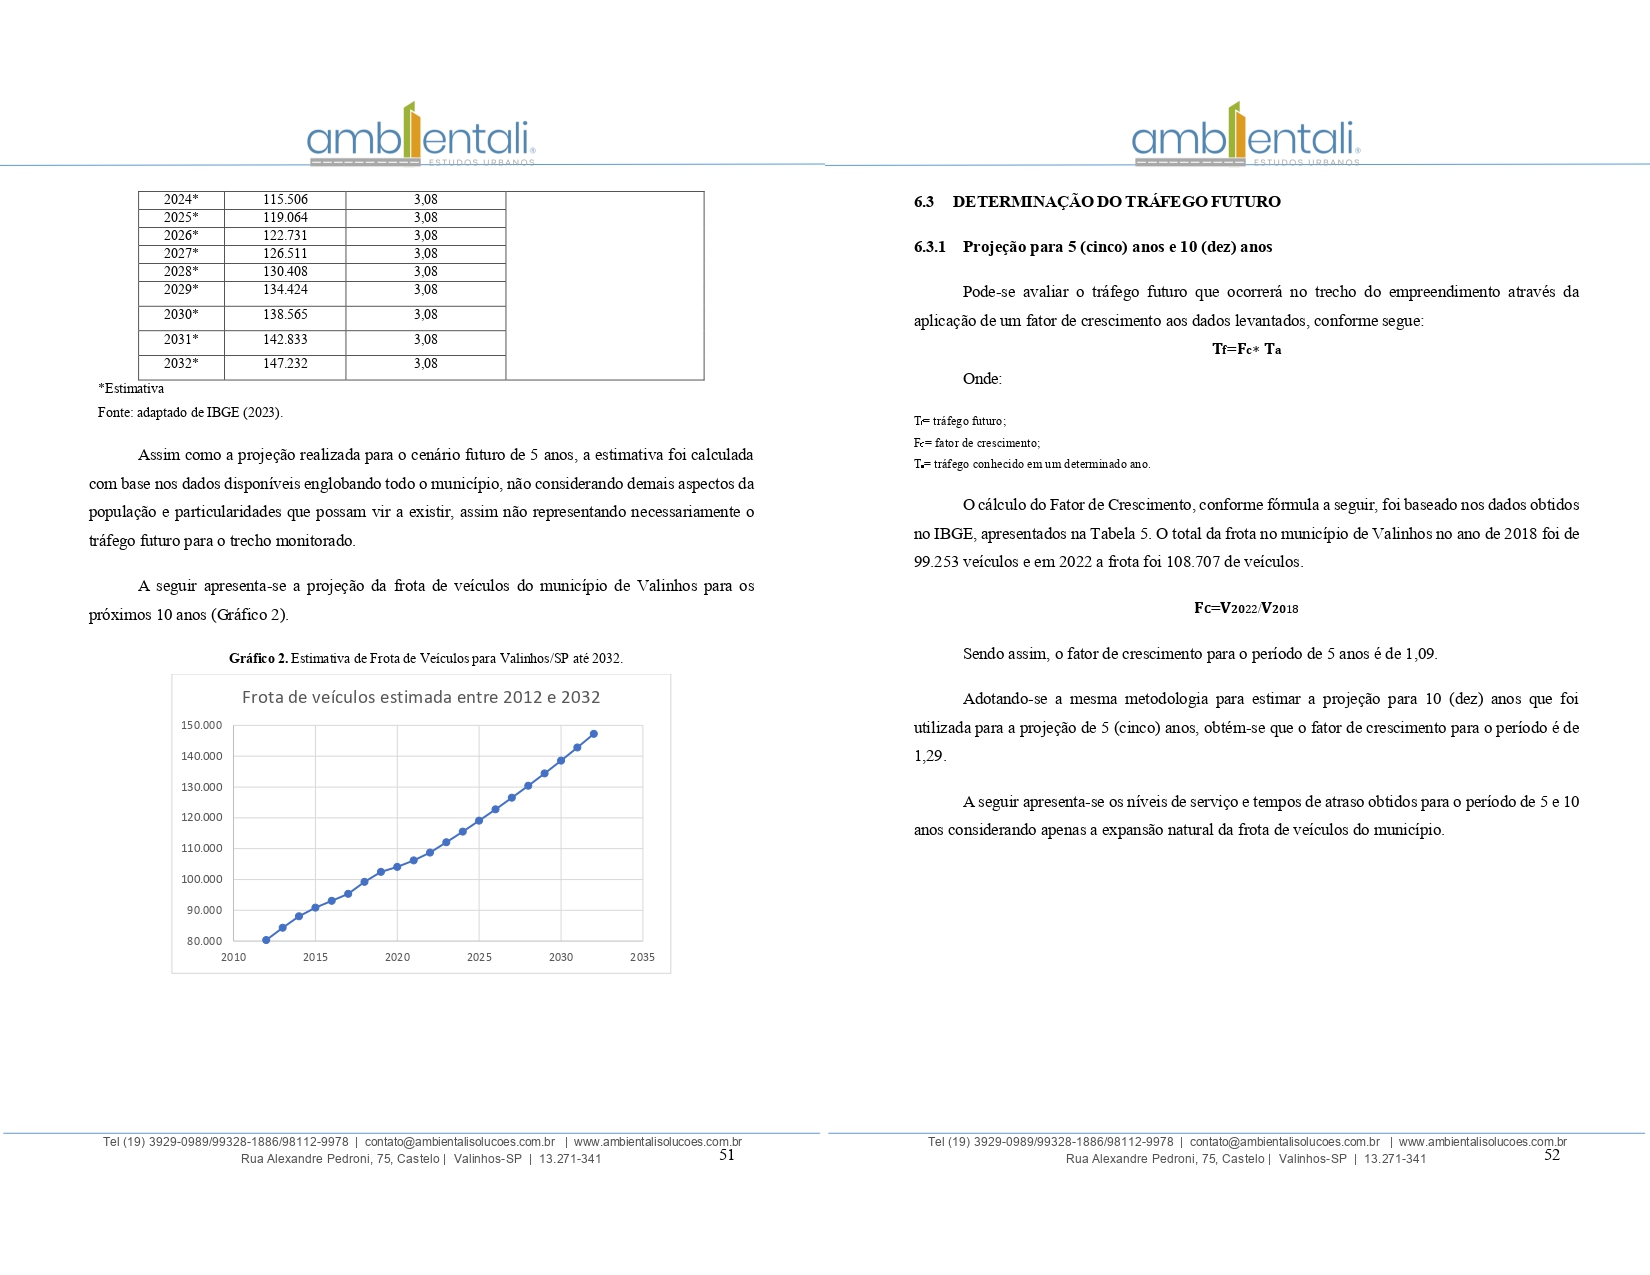 ambientali®
ESTUDOS URBANOS
2024* 115.506 3,08
2025* 119.064 3,08
2026* 122.731 3,08
2027* 126.511 3,08
2028* 130.408 3,08
2029* 134.424 3,08
2030* 138.565 3,08
2031* 142.833 3,08
2032* 147.232 3,08
*Estimativa
Fonte: adaptado de IBGE (2023).
Assim como a projeção realizada para o cenário futuro de 5 anos, a estimativa foi calculada
com base nos dados disponíveis englobando todo o município, não considerando demais aspectos da
população e particularidades que possam vir a existir, assim não representando necessariamente o
tráfego futuro para o trecho monitorado.
A seguir apresenta-se a projeção da frota de veículos do município de Valinhos para os
próximos 10 anos (Gráfico 2).
Gráfico 2. Estimativa de Frota de Veículos para Valinhos/SP até 2032.
Frota de veículos estimada entre 2012 e 2032
150.000
140.000
130.000
120.000
110.000
100.000
90.000
80.000
2010 2015 2020 2025 2030 2035
Tel (19) 3929-0989/99328-1886/98112-9978 | contato@ambientalisolucoes.com.br | www.ambientalisolucoes.com.br
Rua Alexandre Pedroni, 75, Castelo | Valinhos-SP | 13.271-341
51
ambientali®
ESTUDOS URBANOS
6.3 DETERMINAÇÃO DO TRÁFEGO FUTURO
6.3.1 Projeção para 5 (cinco) anos e 10 (dez) anos
Pode-se avaliar o tráfego futuro que ocorrerá no trecho do empreendimento através da
aplicação de um fator de crescimento aos dados levantados, conforme segue:
Tf=Fc* Ta
Onde:
Tf= tráfego futuro;
Fc= fator de crescimento;
Ta= tráfego conhecido em um determinado ano.
O cálculo do Fator de Crescimento, conforme fórmula a seguir, foi baseado nos dados obtidos
no IBGE, apresentados na Tabela 5. O total da frota no município de Valinhos no ano de 2018 foi de
99.253 veículos e em 2022 a frota foi 108.707 de veículos.
FC=V2022/V2018
Sendo assim, o fator de crescimento para o período de 5 anos é de 1,09.
Adotando-se a mesma metodologia para estimar a projeção para 10 (dez) anos que foi
utilizada para a projeção de 5 (cinco) anos, obtém-se que o fator de crescimento para o período é de
1,29.
A seguir apresenta-se os níveis de serviço e tempos de atraso obtidos para o período de 5 e 10
anos considerando apenas a expansão natural da frota de veículos do município.
Tel (19) 3929-0989/99328-1886/98112-9978 | contato@ambientalisolucoes.com.br | www.ambientalisolucoes.com.br
Rua Alexandre Pedroni, 75, Castelo | Valinhos-SP | 13.271-341
52